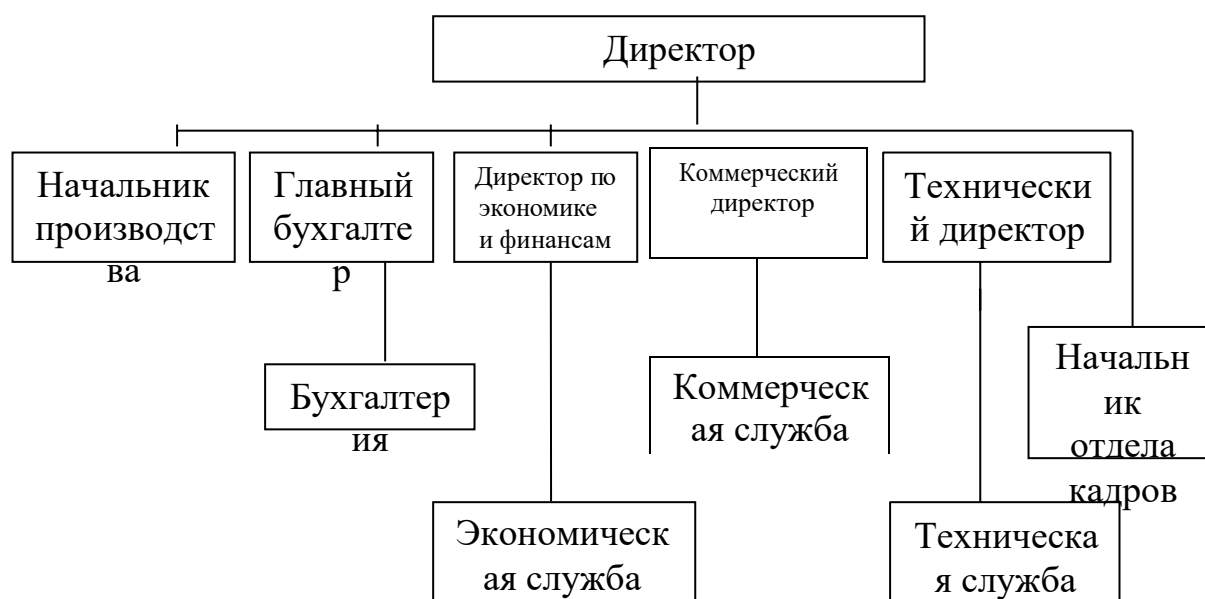 Директор
Начальник
производст
ва
Главный
бухгалте
р
Директор по
экономике
и финансам
Коммерческий
директор
Технически
й директор
Начальн
ик
отдела
кадров
Бухгалтер
ия
Коммерческ
ая служба
Экономическ
ая служба
Техническа
я служба